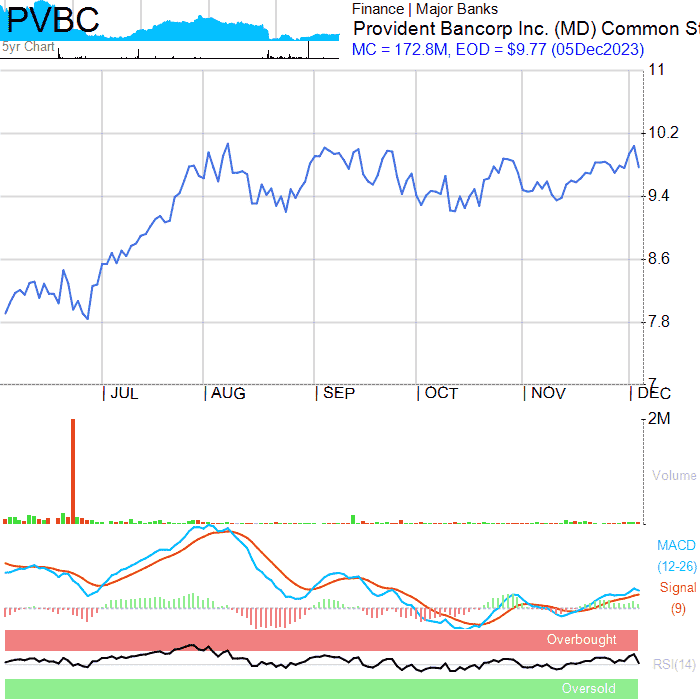 PVBC
5yr Chart
Finance | Major Banks
Provident Bancorp Inc. (MD) Common St
MC = 172.8M, EOD = $9.77 (05Dec2023)
11
10.2
9.4
8.6
7.8
7
JUL AUG SEP OCT NOV DEC
2M
Volume
MACD
(12-26)
Signal
(9)
Overbought
RSI(14)
Oversold